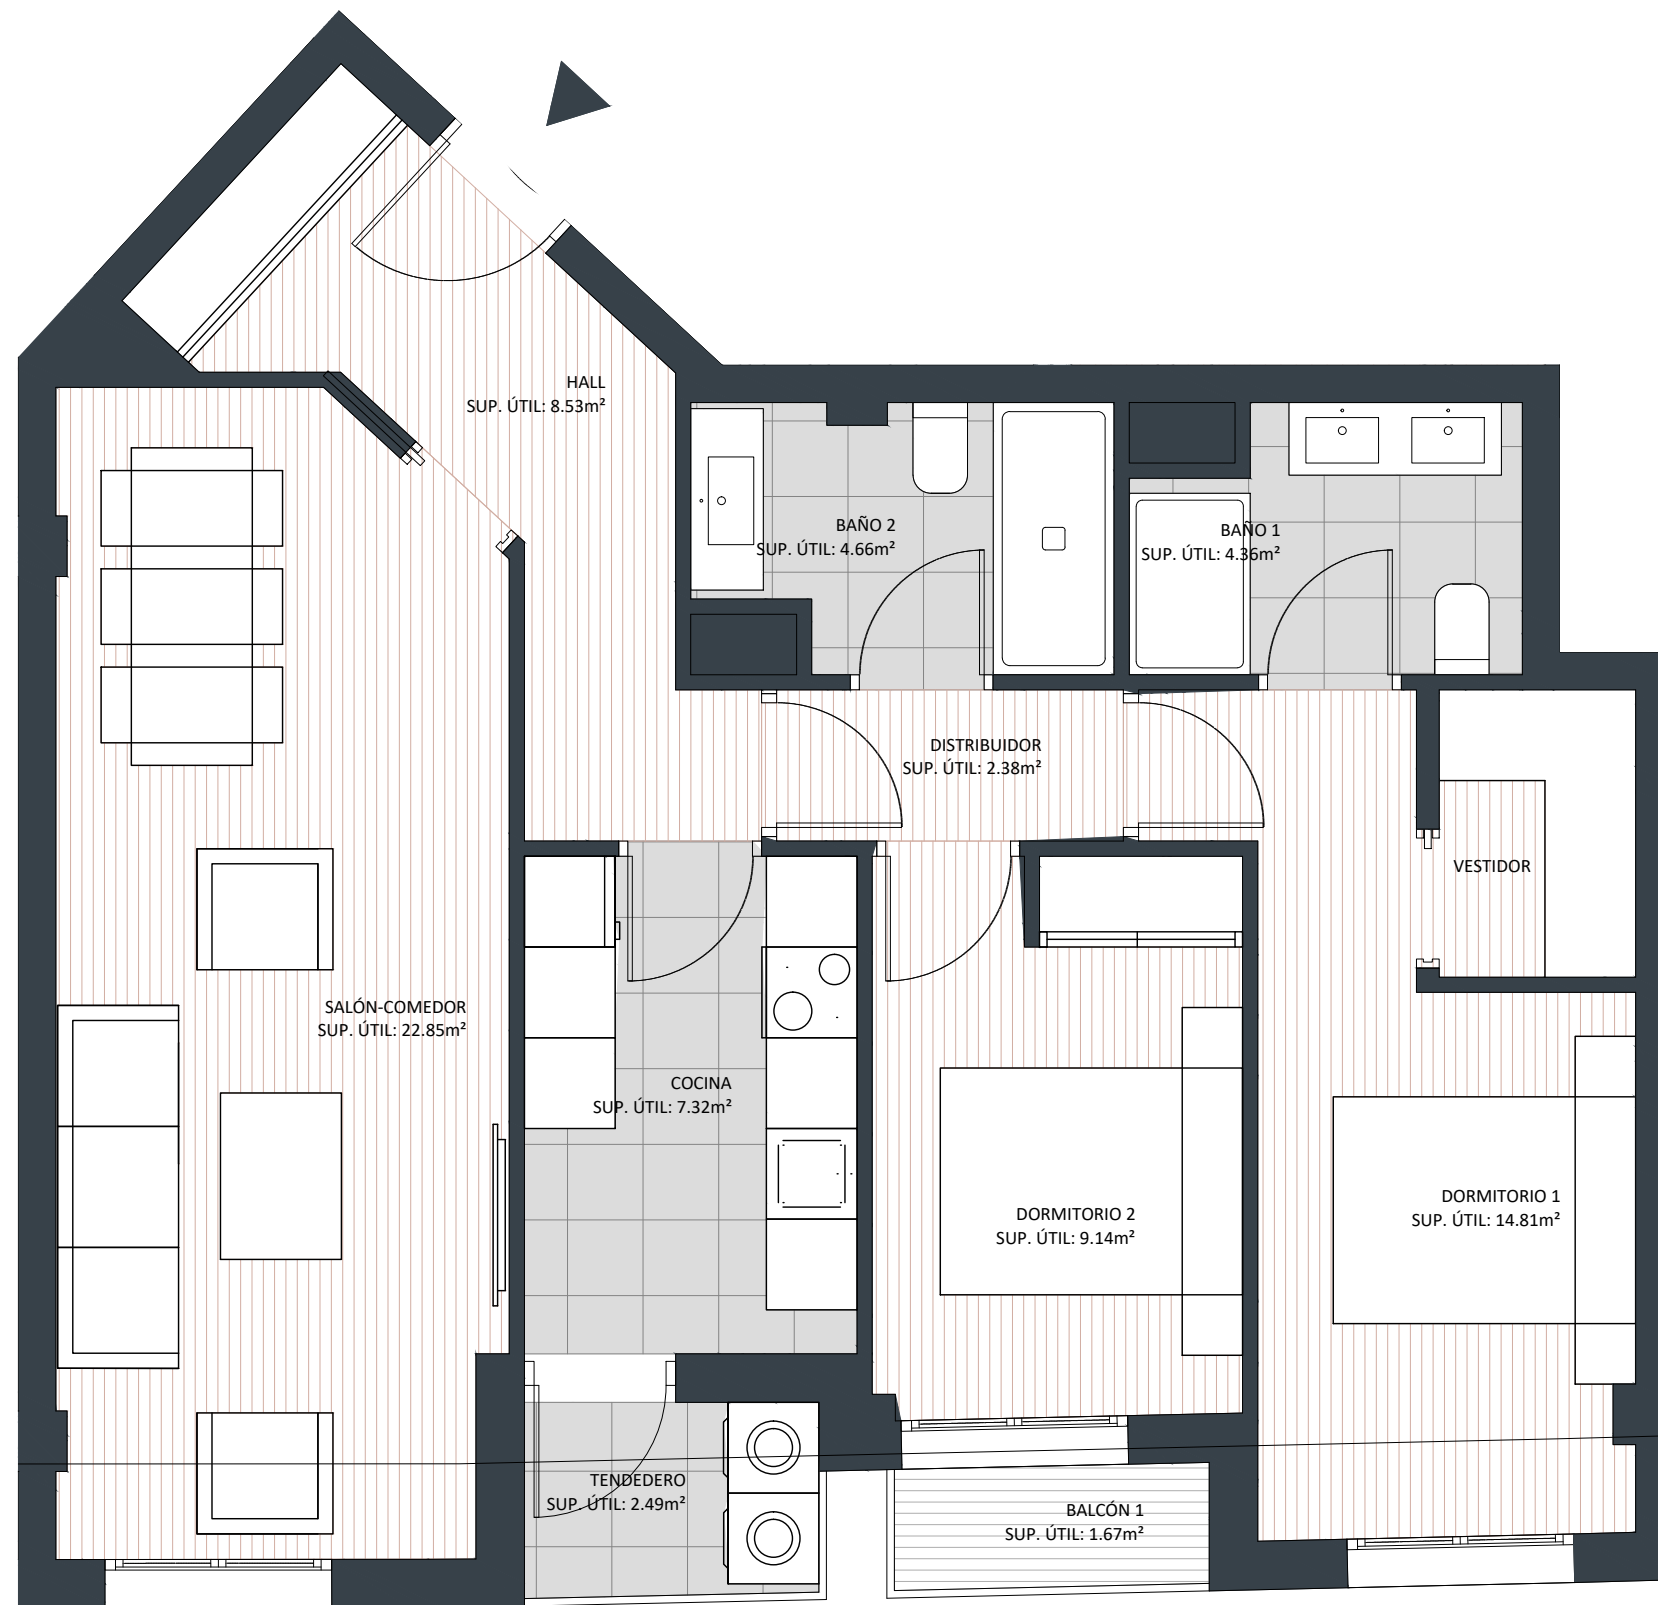 HALL
SUP. ÚTIL: 8.53m²
BAÑO 2
SUP. ÚTIL: 4.66m²
BAÑO 1
SUP. ÚTIL: 4.36m²
DISTRIBUIDOR
SUP. ÚTIL: 2.38m²
VESTIDOR
SALÓN-COMEDOR
SUP. ÚTIL: 22.85m²
COCINA
SUP. ÚTIL: 7.32m²
DORMITORIO 2
SUP. ÚTIL: 9.14m²
DORMITORIO 1
SUP. ÚTIL: 14.81m²
TENDEDERO
SUP. ÚTIL: 2.49m²
BALCÓN 1
SUP. ÚTIL: 1.67m²